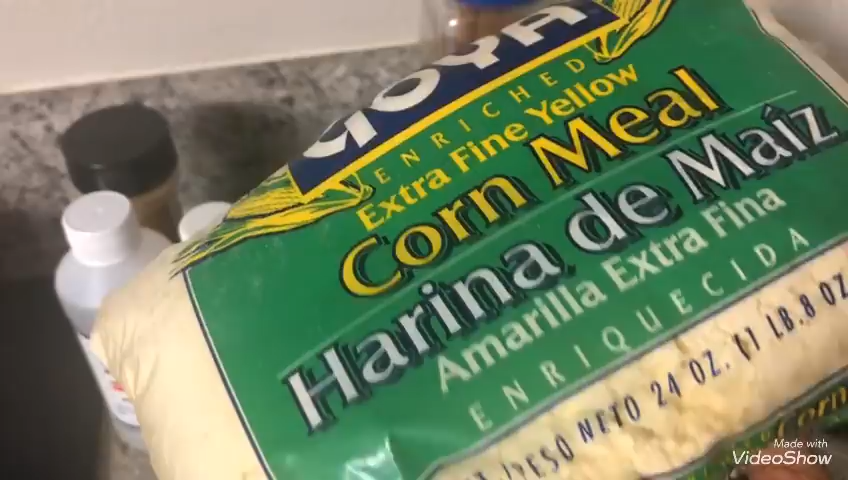 GOYA
ENRICHED
Extra Fine Yellow
Corn Meal
Harina de Maíz
Amarilla Extra Fina
ENRIQUECIDA
PESO NETO 24 OZ. (1 LB. 8 OZ
Corn
Made with
VideoShow